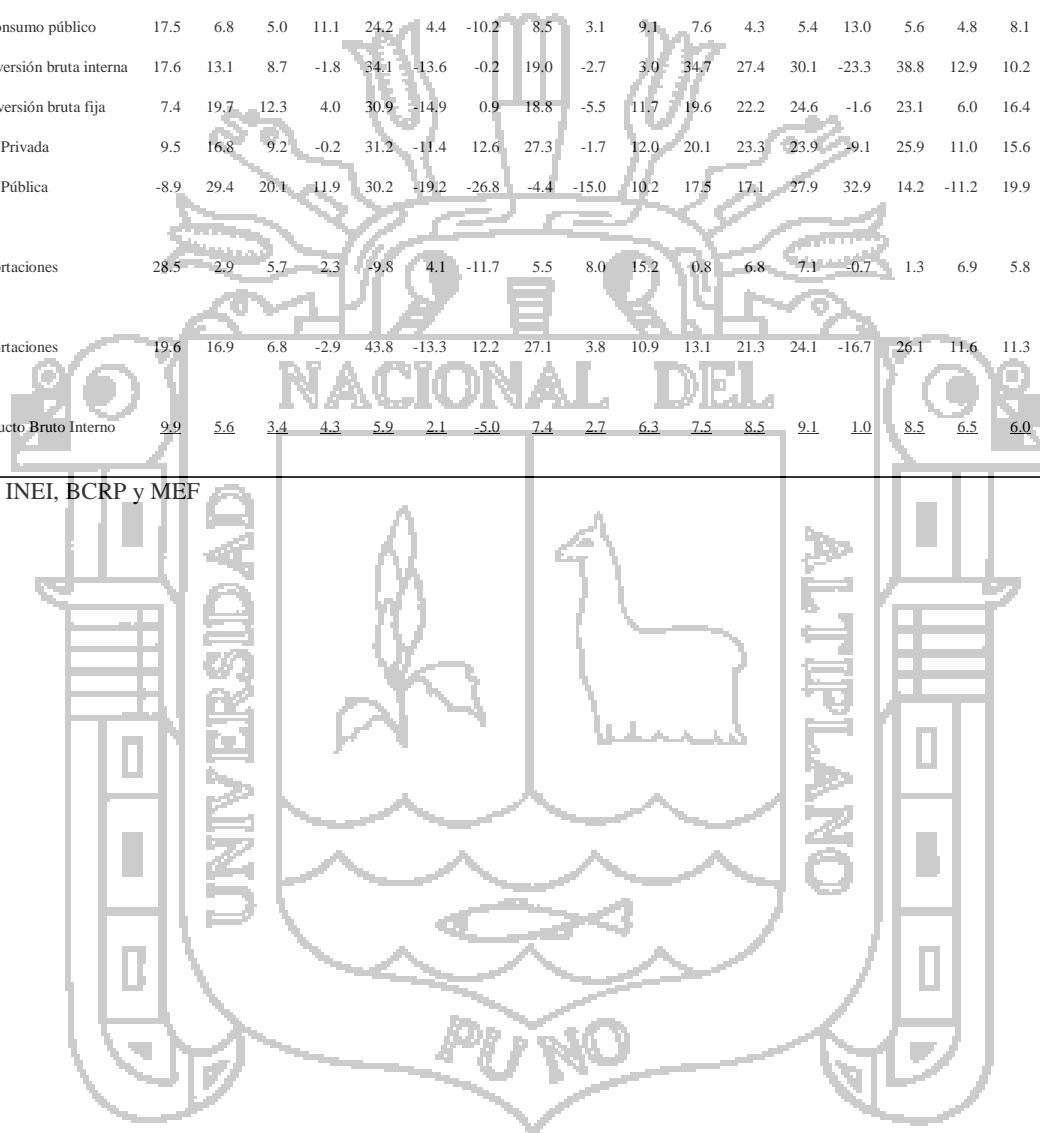 onsumo público 17.5 6.8 5.0 11.1 24.2 4.4 -10.2 8.5 3.1 9.1 7.6 4.3 5.4 13.0 5.6 4.8 8.1
versión bruta interna 17.6 13.1 8.7 -1.8 34.1 -13.6 -0.2 19.0 -2.7 3.0 34.7 27.4 30.1 -23.3 38.8 12.9 10.2
versión bruta fija 7.4 19.7 12.3 4.0 30.9 -14.9 0.9 18.8 -5.5 11.7 19.6 22.2 24.6 -1.6 23.1 6.0 16.4
Privada 9.5 16.8 9.2 -0.2 31.2 -11.4 12.6 27.3 -1.7 12.0 20.1 23.3 23.9 -9.1 25.9 11.0 15.6
Pública -8.9 29.4 20.1 11.9 30.2 -19.2 -26.8 -4.4 -15.0 10.2 17.5 17.1 27.9 32.9 14.2 -11.2 19.9
rtaciones 28.5 2.9 5.7 2.3 -9.8 4.1 -11.7 5.5 8.0 15.2 0.8 6.8 7.1 -0.7 1.3 6.9 5.8
rtaciones 19.6 16.9 6.8 -2.9 43.8 -13.3 12.2 27.1 3.8 10.9 13.1 21.3 24.1 -16.7 26.1 11.6 11.3
NACIONAL DEL
ucto Bruto Interno 9.9 5.6 3.4 4.3 5.9 2.1 -5.0 7.4 2.7 6.3 7.5 8.5 9.1 1.0 8.5 6.5 6.0
INEI, BCRP y MEF
UNIVERSIDAD
ALTIPLANO
PUNO